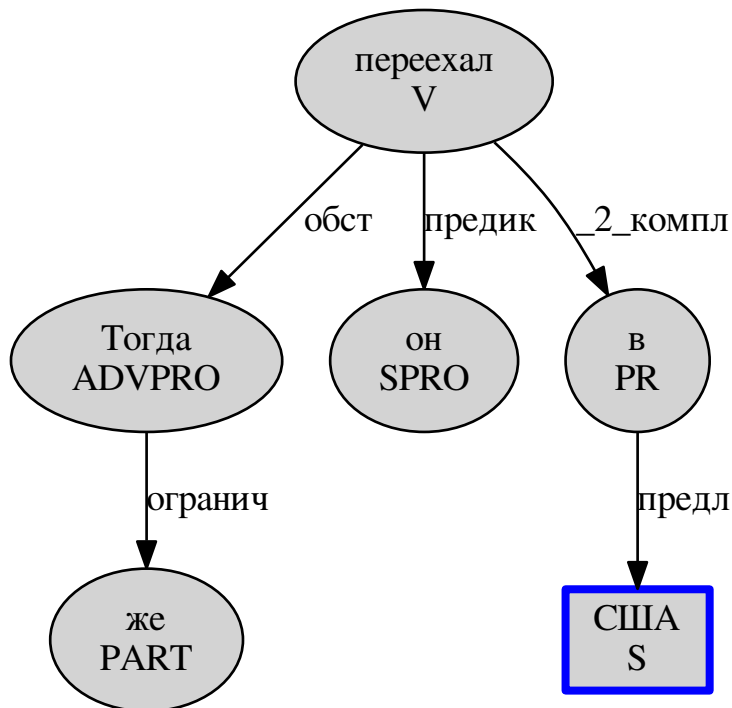 переехал
V
обст
предик
_2_компл
Тогда
ADVPRO
он
SPRO
в
PR
огранич
предл
же
PART
США
S